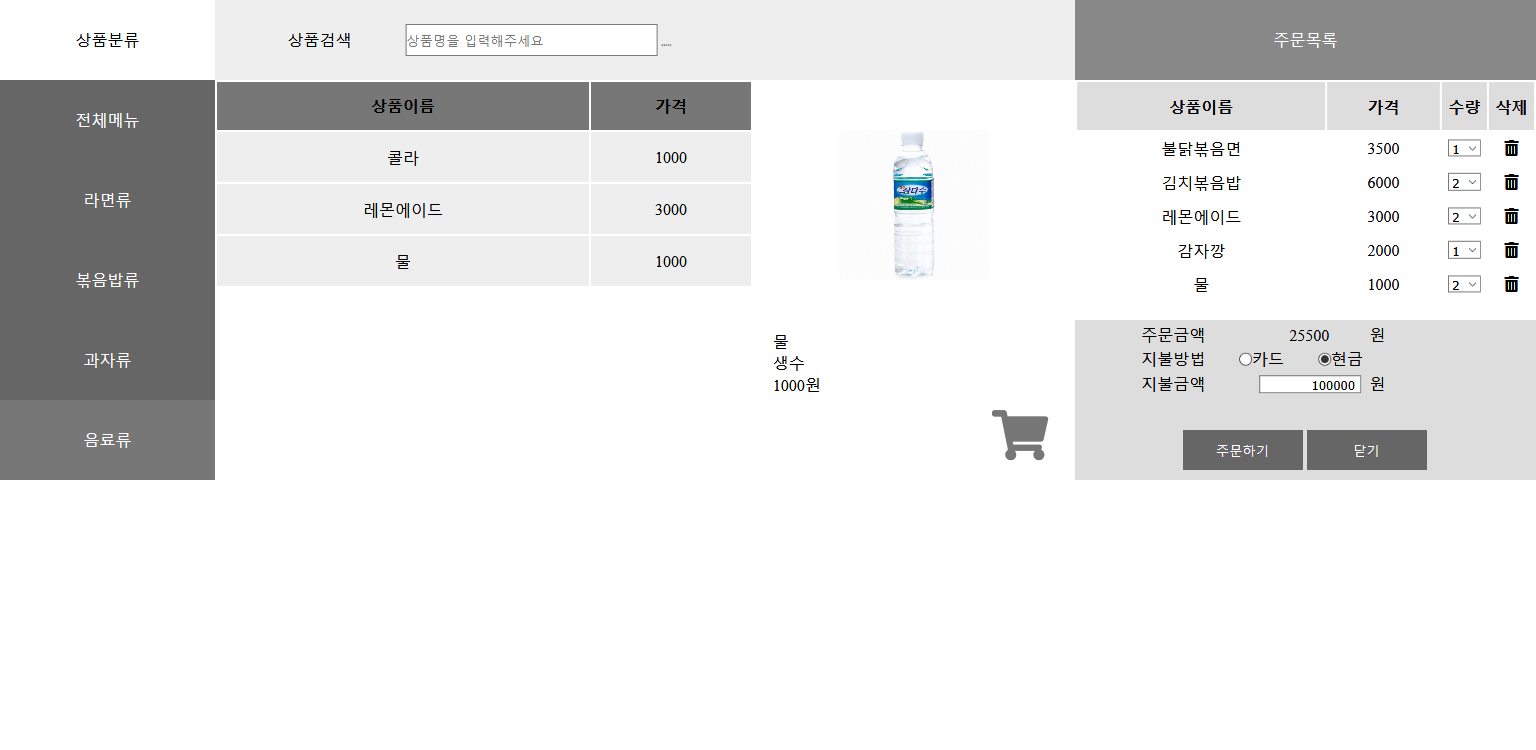 상품분류
상품검색 상품명을 입력해주세요
주문목록
전체메뉴
라면류
볶음밥류
과자류
음료류
상품이름 가격
콜라 1000
레몬에이드 3000
물 1000
삼다수
물
생수
1000원
상품이름 가격 수량 삭제
불닭볶음면 3500 1
김치볶음밥 6000 2
레몬에이드 3000 2
감자깡 2000 1
물 1000 2
주문금액 25500 원
지불방법 카드 현금
지불금액 100000 원
주문하기 닫기